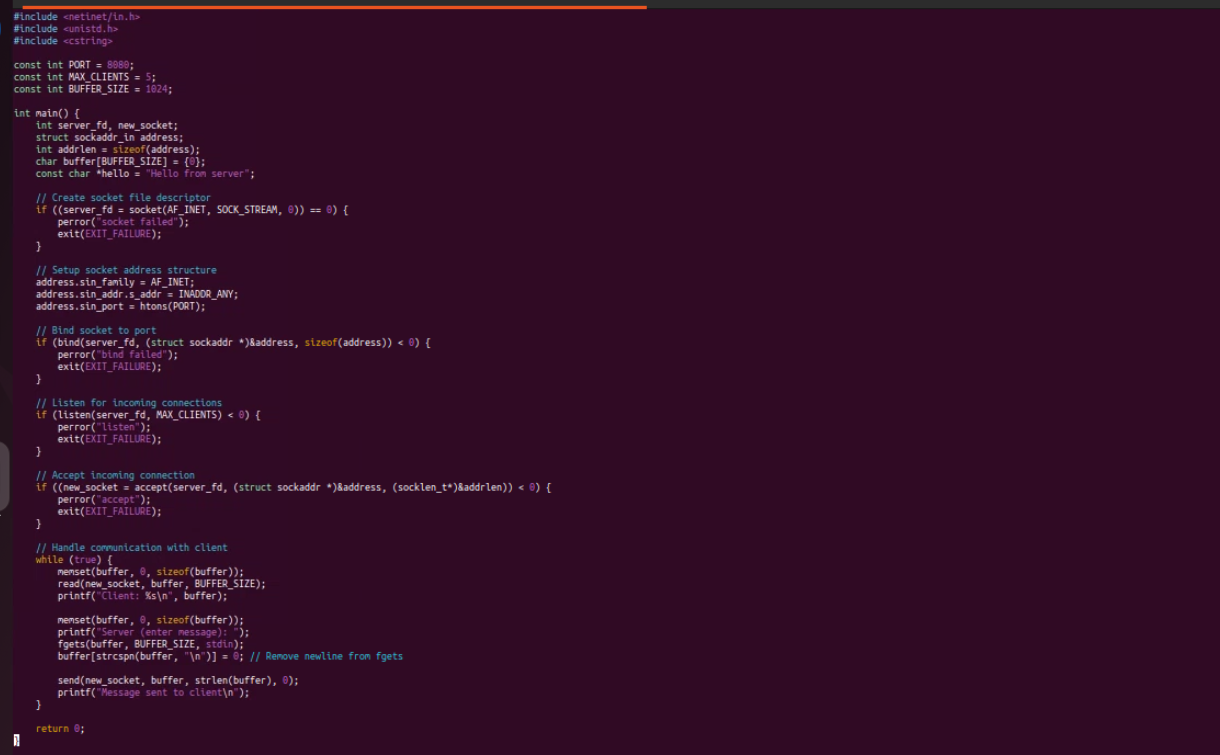 #include <netinet/in.h>
#include <unistd.h>
#include <cstring>

const int PORT = 8080;
const int MAX_CLIENTS = 5;
const int BUFFER_SIZE = 1024;

int main() {
    int server_fd, new_socket;
    struct sockaddr_in address;
    int addrlen = sizeof(address);
    char buffer[BUFFER_SIZE] = {0};
    const char *hello = "Hello from server";

    // Create socket file descriptor
    if ((server_fd = socket(AF_INET, SOCK_STREAM, 0)) == 0) {
        perror("socket failed");
        exit(EXIT_FAILURE);
    }

    // Setup socket address structure
    address.sin_family = AF_INET;
    address.sin_addr.s_addr = INADDR_ANY;
    address.sin_port = htons(PORT);

    // Bind socket to port
    if (bind(server_fd, (struct sockaddr *)&address, sizeof(address)) < 0) {
        perror("bind failed");
        exit(EXIT_FAILURE);
    }

    // Listen for incoming connections
    if (listen(server_fd, MAX_CLIENTS) < 0) {
        perror("listen");
        exit(EXIT_FAILURE);
    }

    // Accept incoming connection
    if ((new_socket = accept(server_fd, (struct sockaddr *)&address, (socklen_t*)&addrlen)) < 0) {
        perror("accept");
        exit(EXIT_FAILURE);
    }

    // Handle communication with client
    while (true) {
        memset(buffer, 0, sizeof(buffer));
        read(new_socket, buffer, BUFFER_SIZE);
        printf("Client: %s\n", buffer);

        memset(buffer, 0, sizeof(buffer));
        printf("Server (enter message): ");
        fgets(buffer, BUFFER_SIZE, stdin);
        buffer[strcspn(buffer, "\n")] = 0; // Remove newline from fgets

        send(new_socket, buffer, strlen(buffer), 0);
        printf("Message sent to client\n");
    }

    return 0;
}